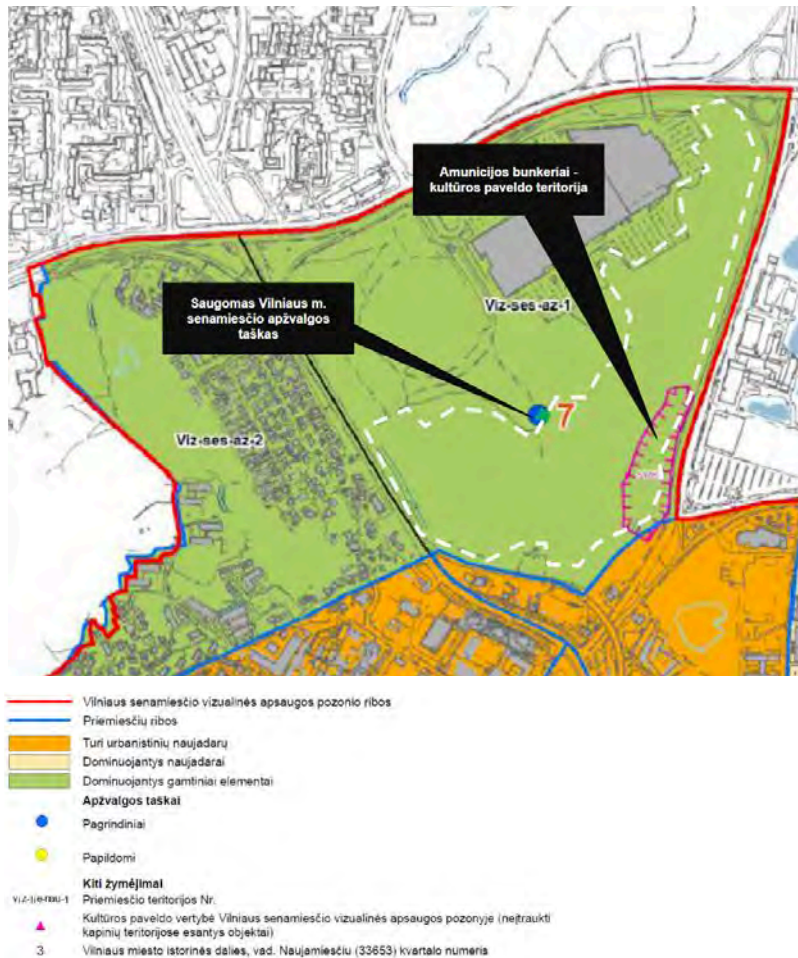 Amunicijos bunkeriai -
kultūros paveldo teritorija
Viz-ses-az-1
Saugomas Vilniaus m.
senamiesčio apžvalgos
taškas
7
Viz-ses-az-2
Vilniaus senamiesčio vizualinės apsaugos pozonio ribos
Priemiesčių ribos
Turi urbanistinių naujadarų
Dominuojantys naujadarai
Dominuojantys gamtiniai elementai
Apžvalgos taškai
Pagrindiniai
Papildomi
Kiti žymėjimai
Priemiesčio teritorijos Nr.
Kultūros paveldo vertybė Vilniaus senamiesčio vizualinės apsaugos pozonyje (neįtraukti
kapinių teritorijose esantys objektai)
3 Vilniaus miesto istorinės dalies, vad. Naujamiesčiu (33653) kvartalo numeris